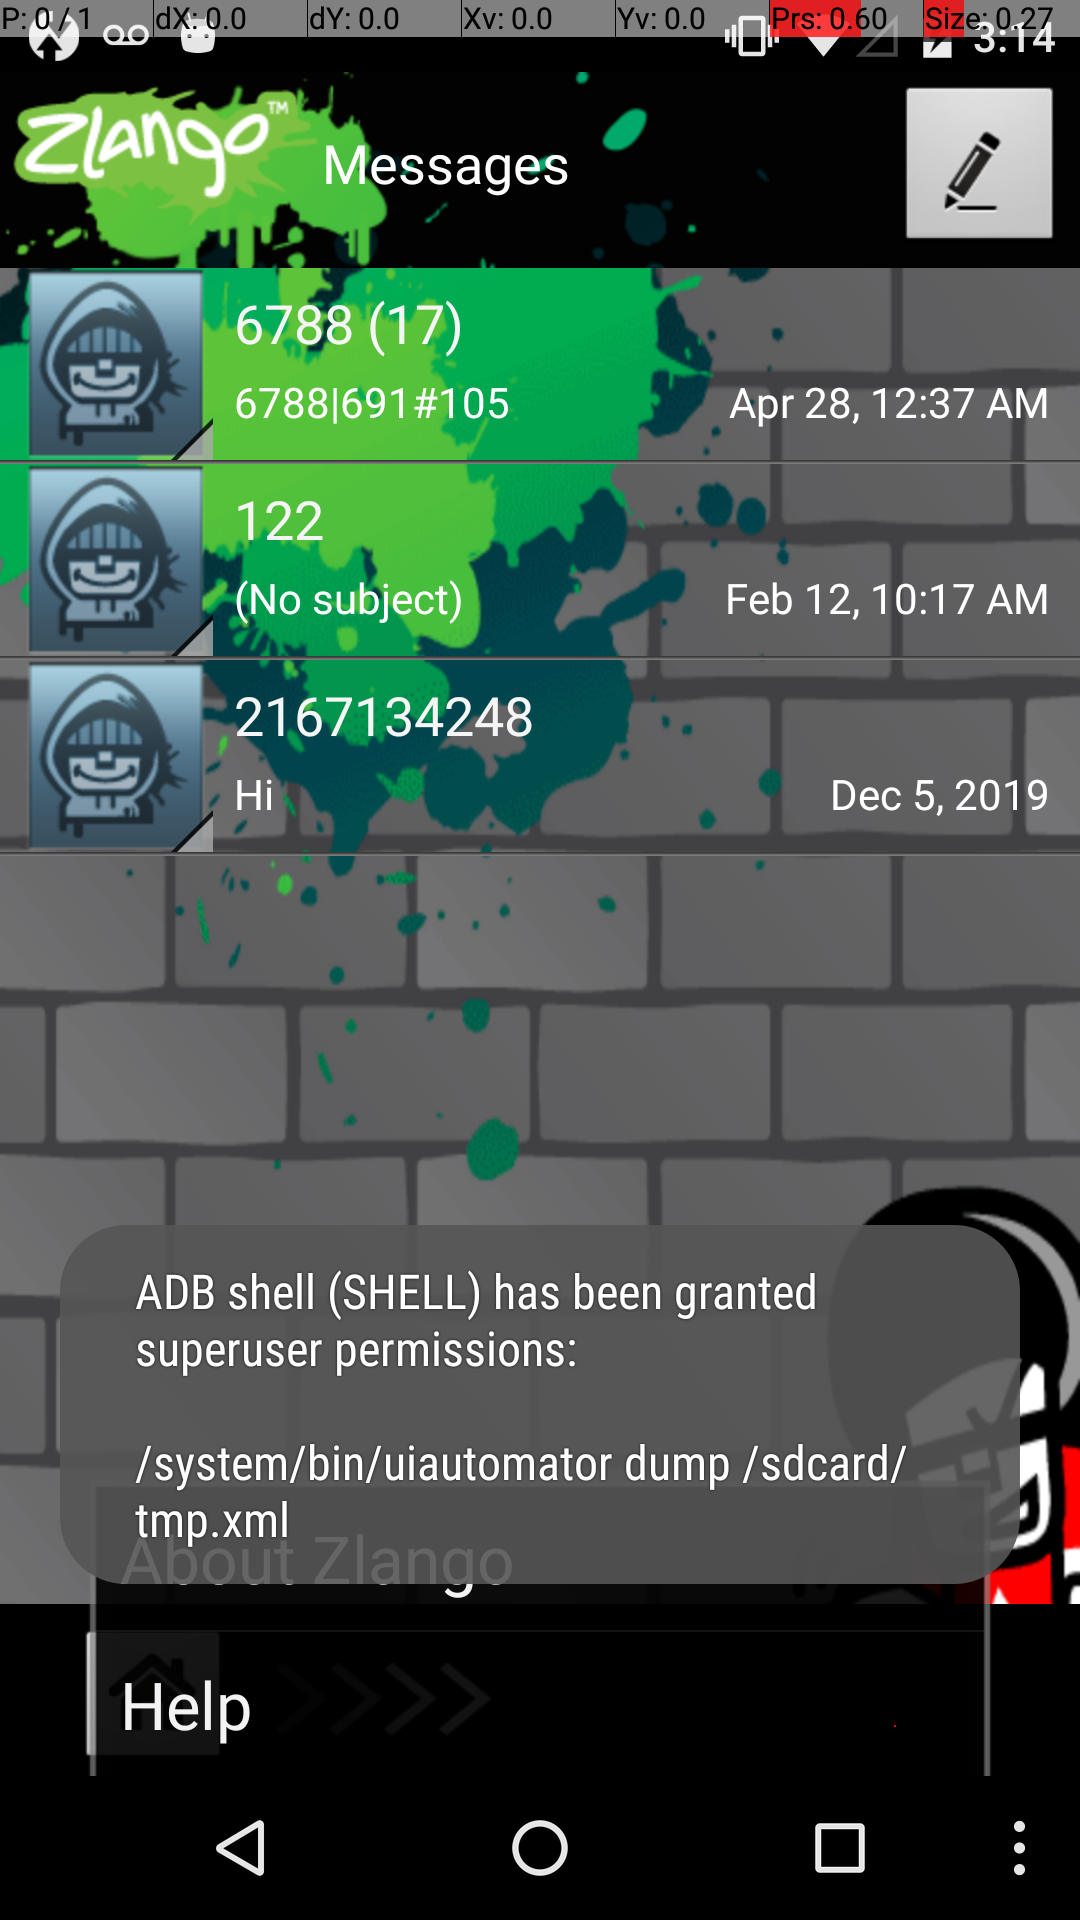 P: 0 / 1 dX: 0.0 dY: 0.0 Xv: 0.0 Yv: 0.0 Prs: 0.60 Size: 0.27
3:14
Zlango™ Messages
6788 (17)
6788|691#105 Apr 28, 12:37 AM
122
(No subject) Feb 12, 10:17 AM
2167134248
Hi Dec 5, 2019
ADB shell (SHELL) has been granted
superuser permissions:
/system/bin/uiautomator dump /sdcard/
tmp.xml
About Zlango
Help